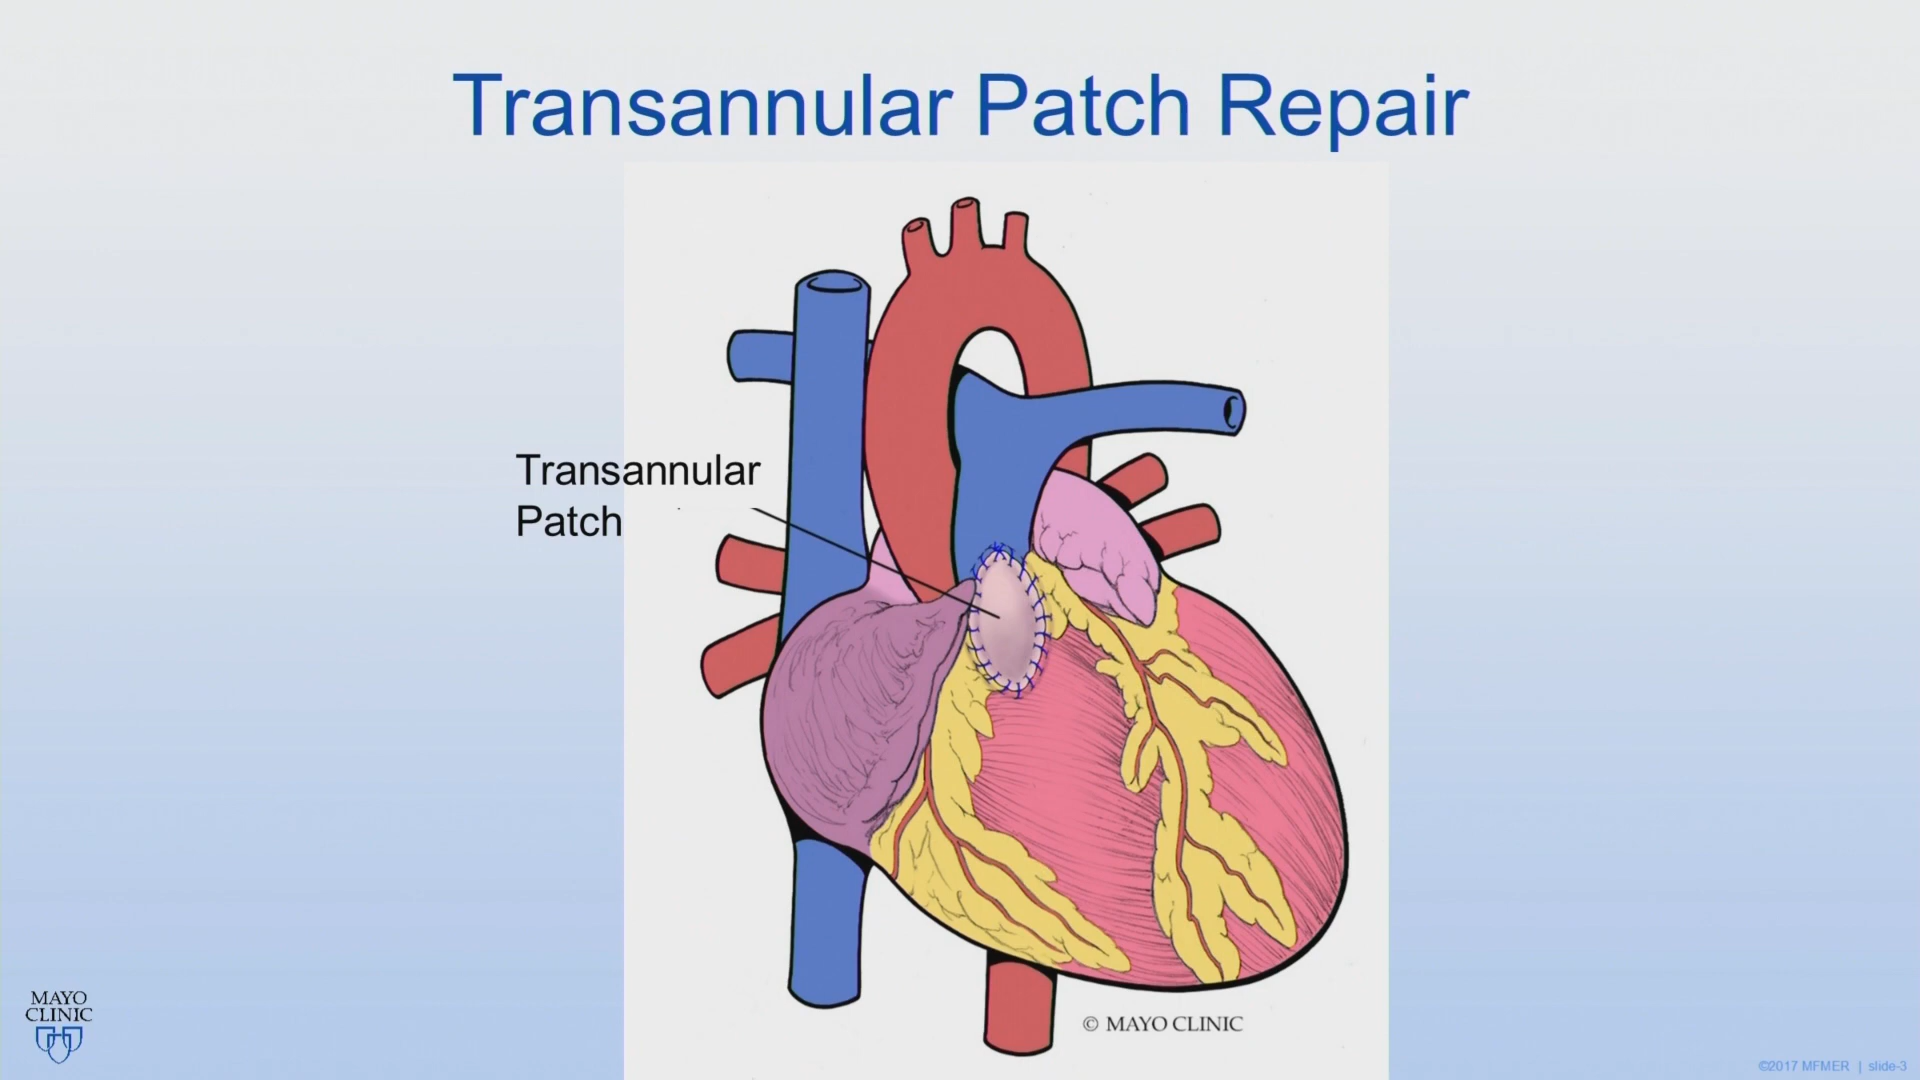 Transannular Patch Repair
Transannular
Patch
MAYO
CLINIC
© MAYO CLINIC
©2017 MFMER | slide-3